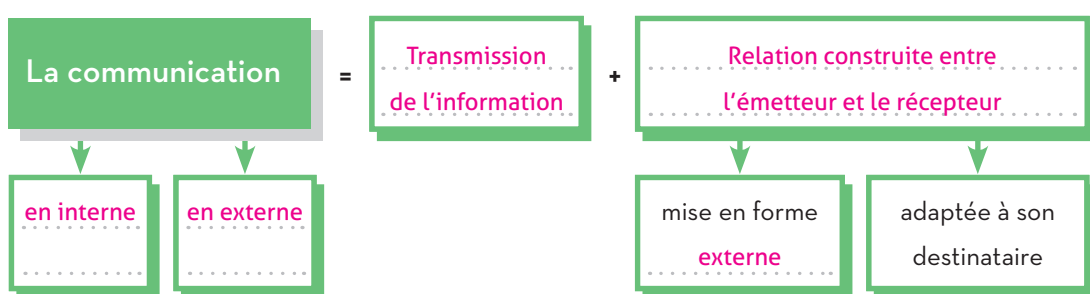 La communication
=
Transmission
de l'information
+
Relation construite entre
l'émetteur et le récepteur
en interne
en externe
mise en forme
externe
adaptée à son
destinataire